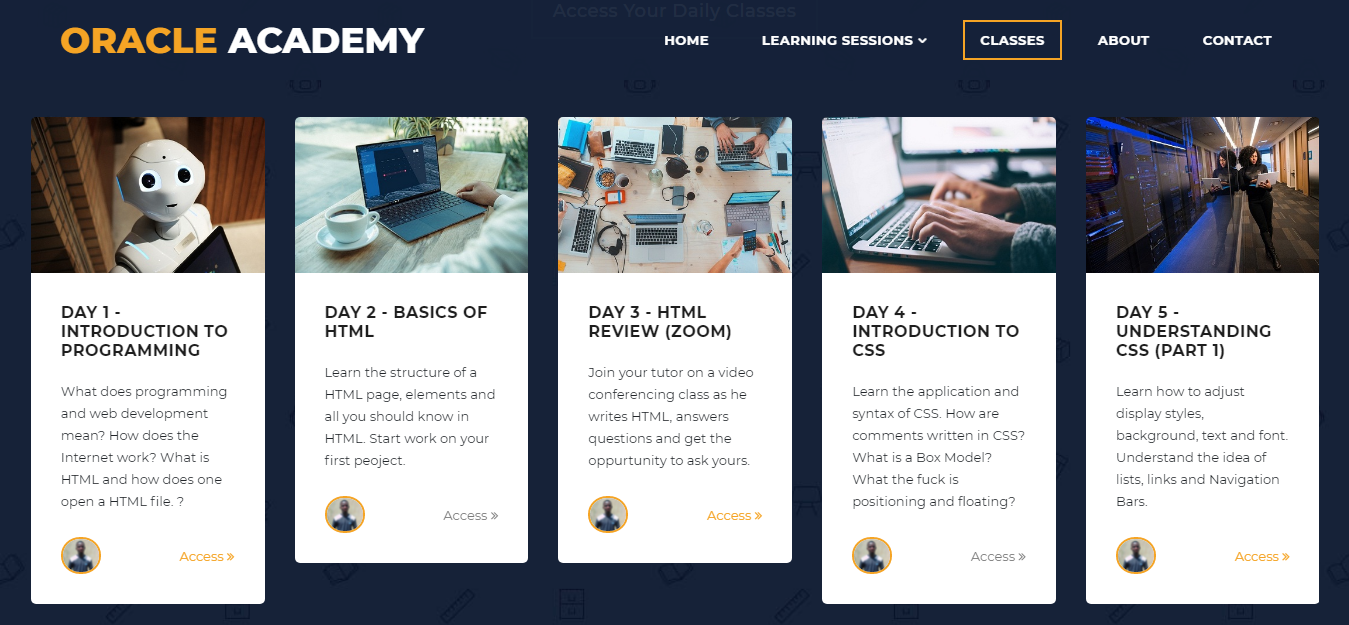 Access Your Daily Classes
ORACLE ACADEMY
HOME
LEARNING SESSIONS
CLASSES
ABOUT
CONTACT
DAY 1 -
INTRODUCTION TO
PROGRAMMING
What does programming
and web development
mean? How does the
Internet work? What is
HTML and how does one
open a HTML file. ?
Access »
DAY 2 - BASICS OF
HTML
Learn the structure of a
HTML page, elements and
all you should know in
HTML. Start work on your
first peoject.
Access »
DAY 3 - HTML
REVIEW (ZOOM)
Join your tutor on a video
conferencing class as he
writes HTML, answers
questions and get the
oppurtunity to ask yours.
Access »
DAY 4 -
INTRODUCTION TO
CSS
Learn the application and
syntax of CSS. How are
comments written in CSS?
What is a Box Model?
What the fuck is
positioning and floating?
Access »
DAY 5 -
UNDERSTANDING
CSS (PART 1)
Learn how to adjust
display styles,
background, text and font.
Understand the idea of
lists, links and Navigation
Bars.
Access »